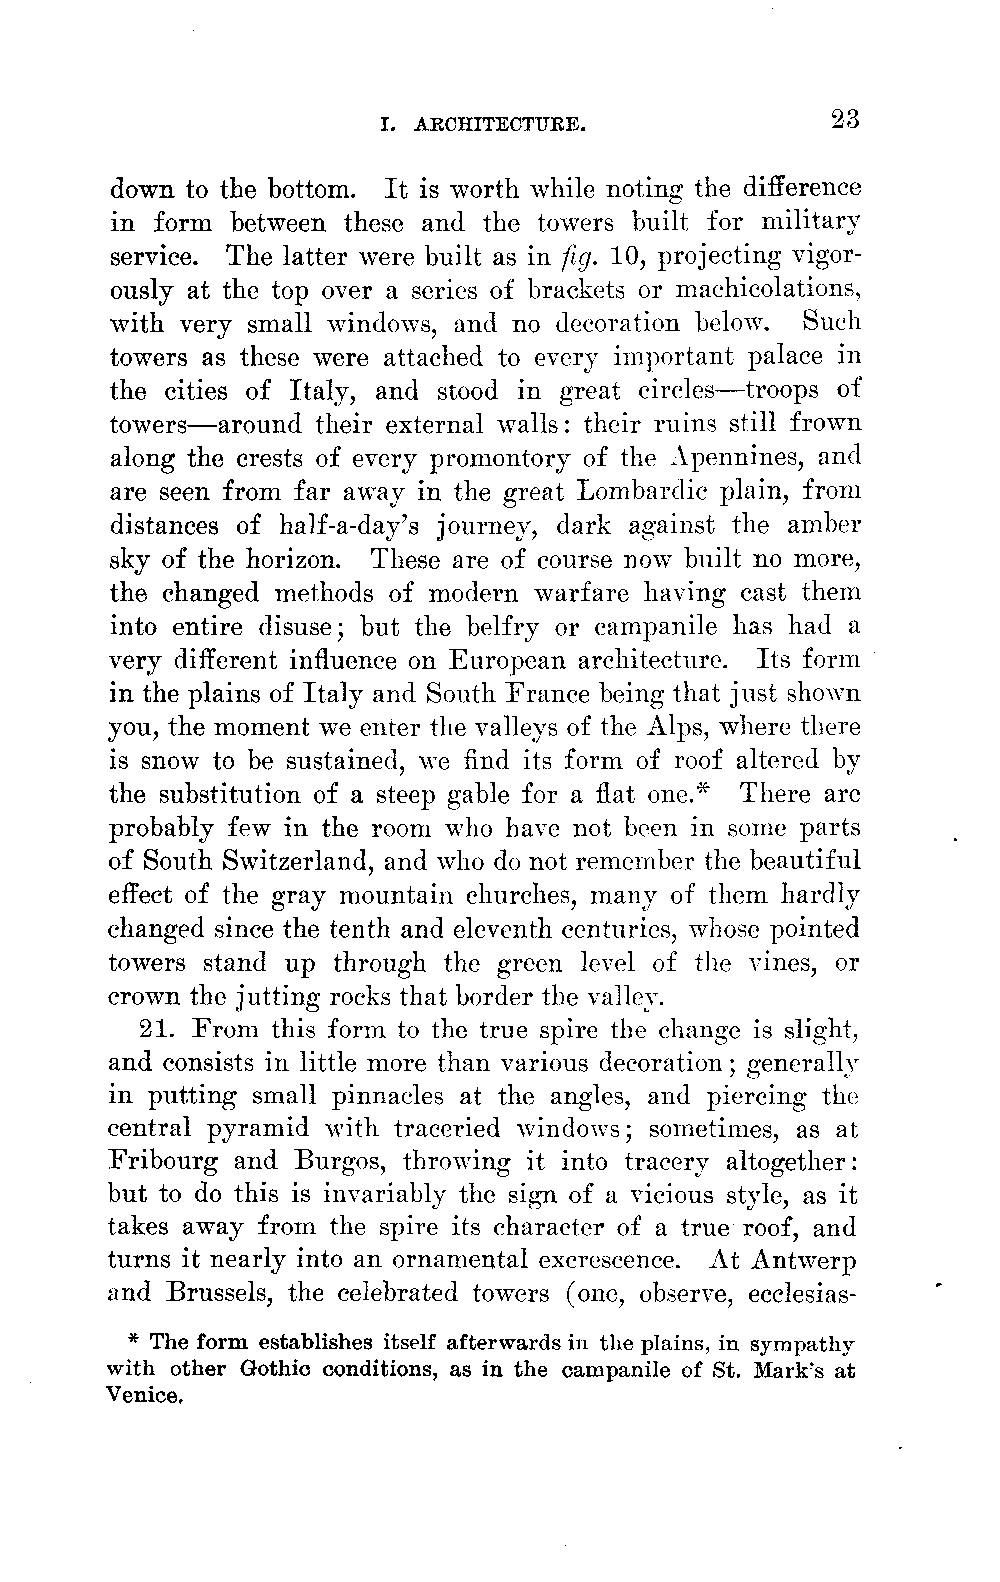 I. ARCHITECTURE. 23
down to the bottom. It is worth while noting the difference
in form between these and the towers built for military
service. The latter were built as in fig. 10, projecting vigor-
ously at the top over a series of brackets or machicolations,
with very small windows, and no decoration below. Such
towers as these were attached to every important palace in
the cities of Italy, and stood in great circles—troops of
towers—around their external walls: their ruins still frown
along the crests of every promontory of the Apennines, and
are seen from far away in the great Lombardic plain, from
distances of half-a-day's journey, dark against the amber
sky of the horizon. These are of course now built no more,
the changed methods of modern warfare having cast them
into entire disuse; but the belfry or campanile has had a
very different influence on European architecture. Its form
in the plains of Italy and South France being that just shown
you, the moment we enter the valleys of the Alps, where there
is snow to be sustained, we find its form of roof altered by
the substitution of a steep gable for a flat one.* There are
probably few in the room who have not been in some parts
of South Switzerland, and who do not remember the beautiful
effect of the gray mountain churches, many of them hardly
changed since the tenth and eleventh centuries, whose pointed
towers stand up through the green level of the vines, or
crown the jutting rocks that border the valley.
21. From this form to the true spire the change is slight,
and consists in little more than various decoration; generally
in putting small pinnacles at the angles, and piercing the
central pyramid with traceried windows; sometimes, as at
Fribourg and Burgos, throwing it into tracery altogether:
but to do this is invariably the sign of a vicious style, as it
takes away from the spire its character of a true roof, and
turns it nearly into an ornamental excrescence. At Antwerp
and Brussels, the celebrated towers (one, observe, ecclesias-
* The form establishes itself afterwards in the plains, in sympathy
with other Gothic conditions, as in the campanile of St. Mark's at
Venice.